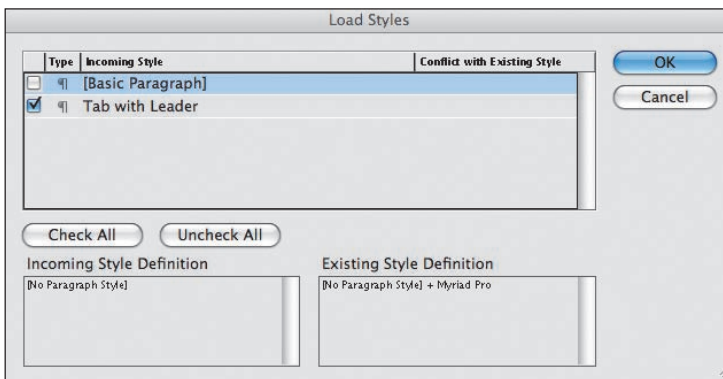 Load Styles
Type Incoming Style Conflict with Existing Style
¶ [Basic Paragraph]
¶ Tab with Leader
OK
Cancel
Check All Uncheck All
Incoming Style Definition Existing Style Definition
[No Paragraph Style] [No Paragraph Style] + Myriad Pro